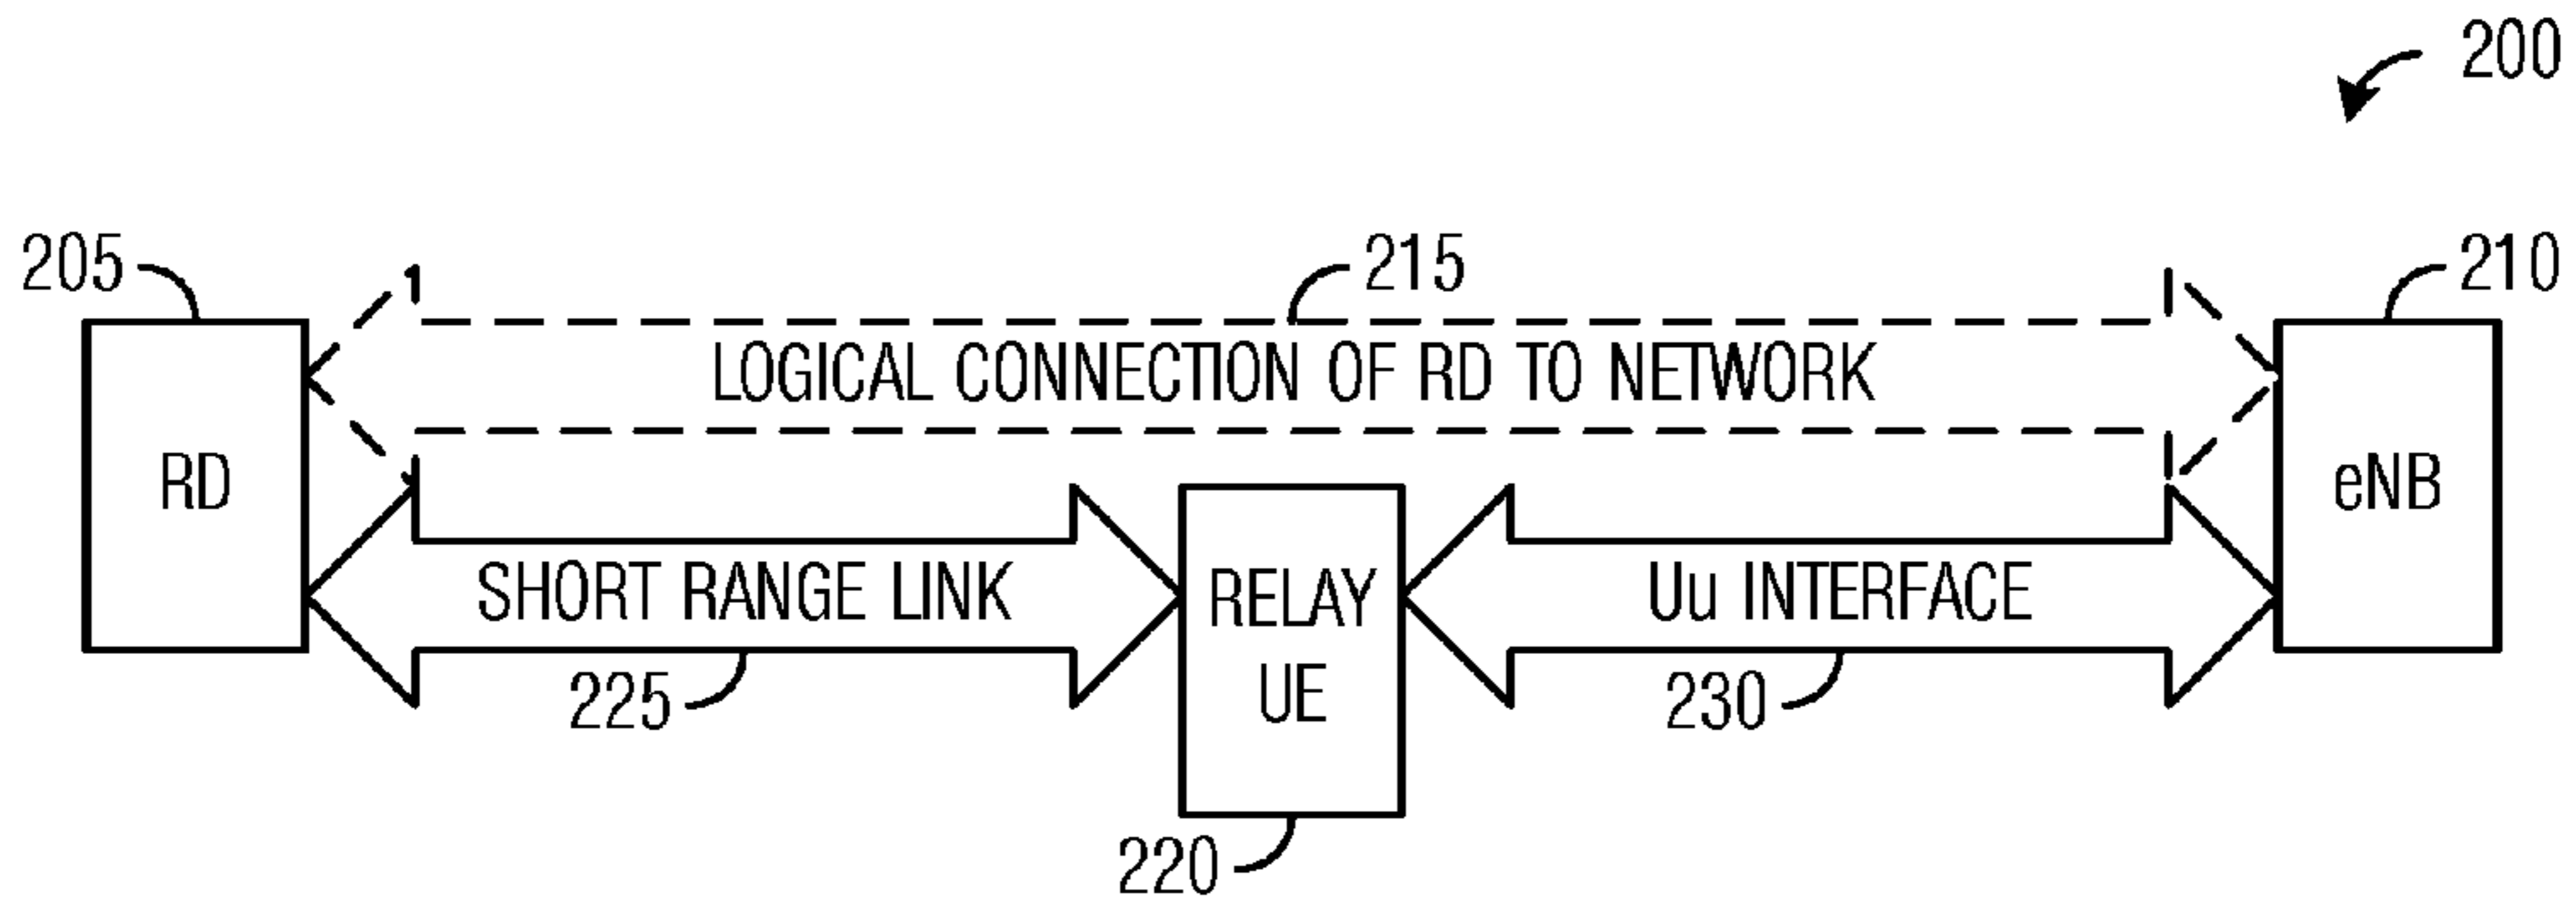 200
205
215
210
LOGICAL CONNECTION OF RD TO NETWORK
RD
eNB
SHORT RANGE LINK
RELAY
UE
Uu INTERFACE
225
230
220